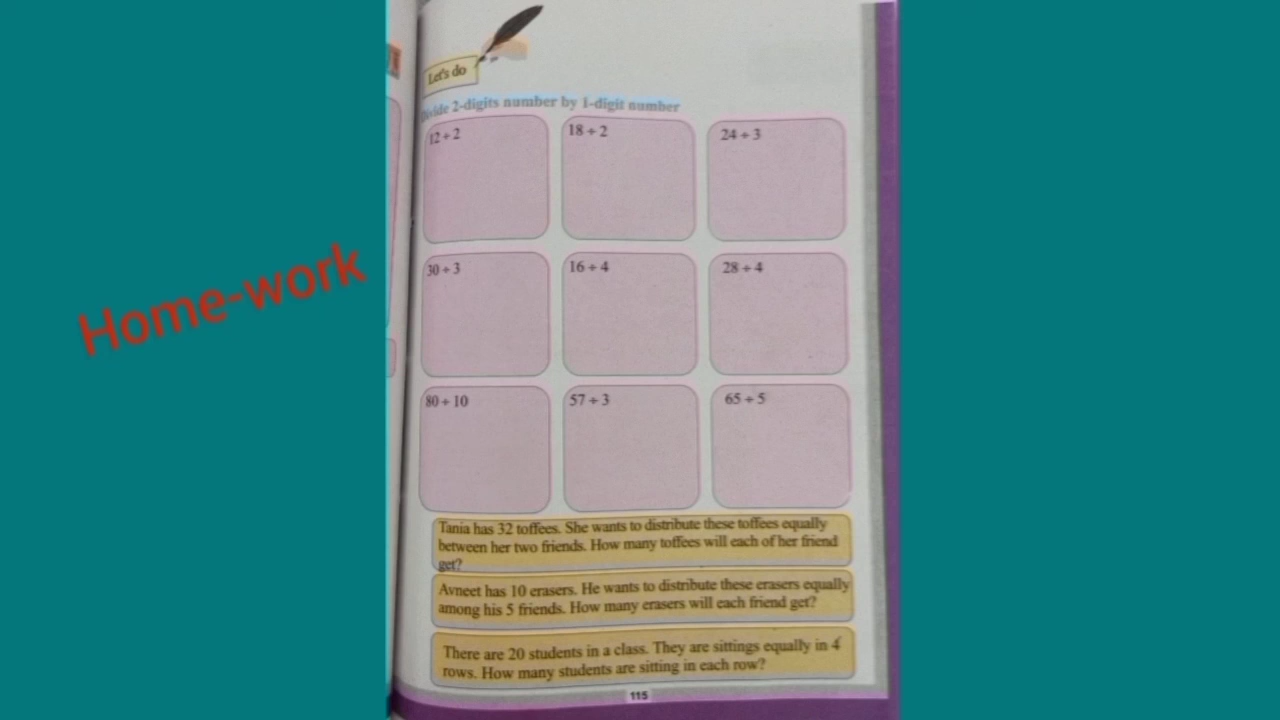 Let's do
Divide 2-digits number by 1-digit number
12 ÷ 2
18 ÷ 2
24 ÷ 3
30 ÷ 3
16 ÷ 4
28 ÷ 4
80 ÷ 10
57 ÷ 3
65 ÷ 5
Home-work
Tania has 32 toffees. She wants to distribute these toffees equally
between her two friends. How many toffees will each of her friend
get?
Avneet has 10 erasers. He wants to distribute these erasers equally
among his 5 friends. How many erasers will each friend get?
There are 20 students in a class. They are sittings equally in 4
rows. How many students are sitting in each row?
115